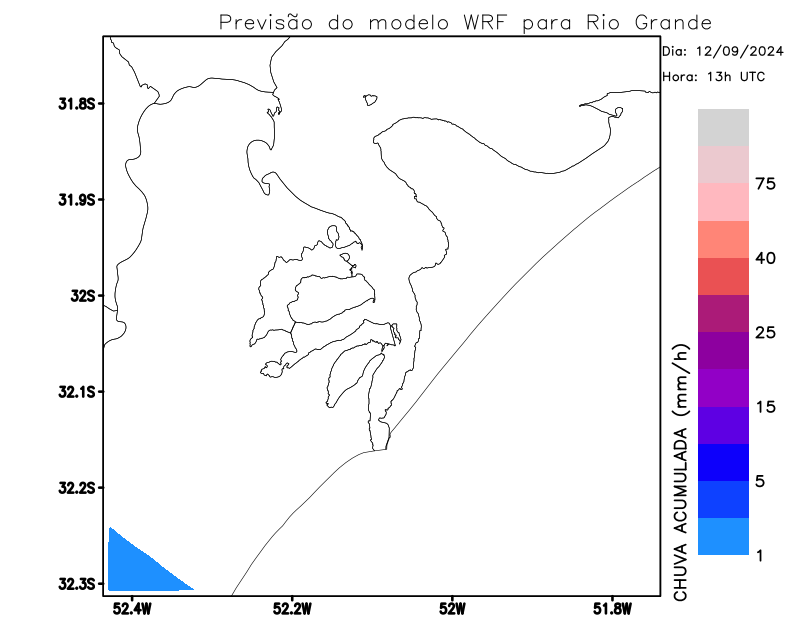 Previsão do modelo WRF para Rio Grande
Dia: 12/09/2024
Hora: 13h UTC
31.8S
31.9S
32S
32.1S
32.2S
32.3S
52.4W
52.2W
52W
51.8W
CHUVA ACUMULADA (mm/h)
75
40
25
15
5
1